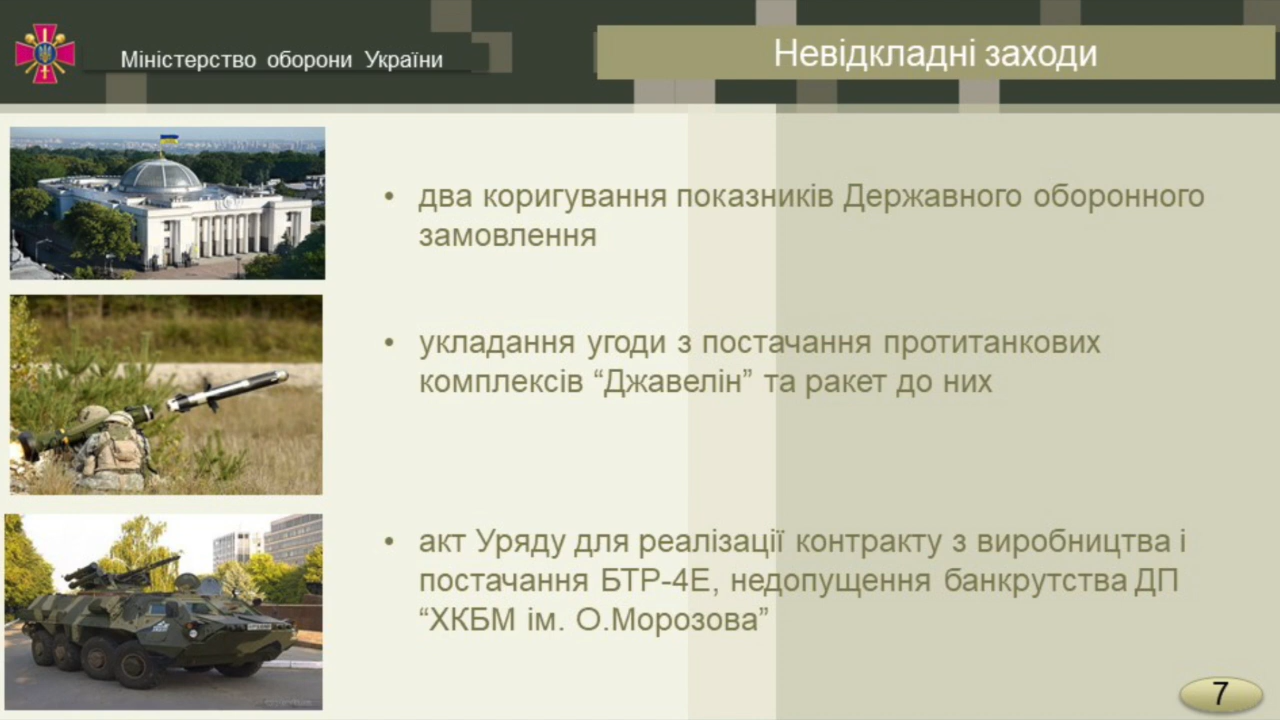 Міністерство оборони України
Невідкладні заходи
• два коригування показників Державного оборонного
замовлення
• укладання угоди з постачання протитанкових
комплексів “Джавелін” та ракет до них
• акт Уряду для реалізації контракту з виробництва і
постачання БТР-4Е, недопущення банкрутства ДП
“ХКБМ ім. О.Морозова”
7